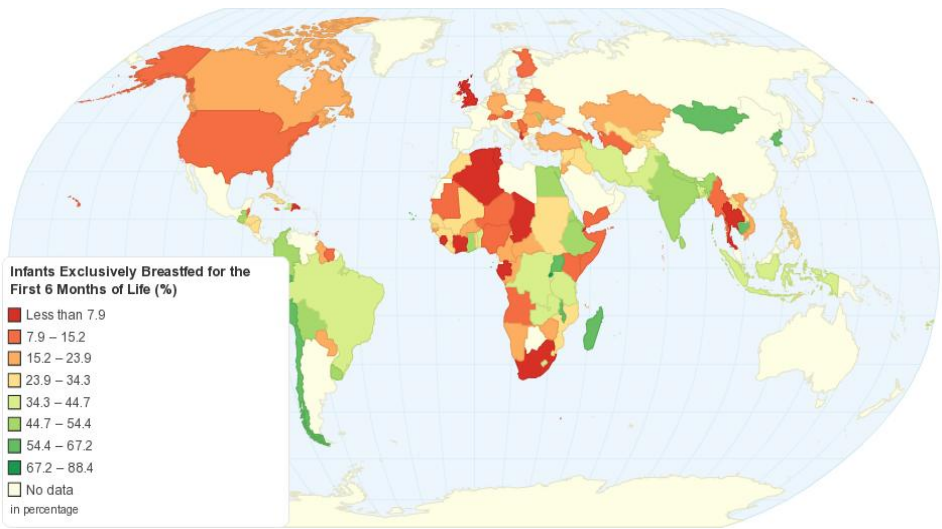 Infants Exclusively Breastfed for the
First 6 Months of Life (%)
Less than 7.9
7.9 – 15.2
15.2 – 23.9
23.9 – 34.3
34.3 – 44.7
44.7 – 54.4
54.4 – 67.2
67.2 – 88.4
No data
in percentage